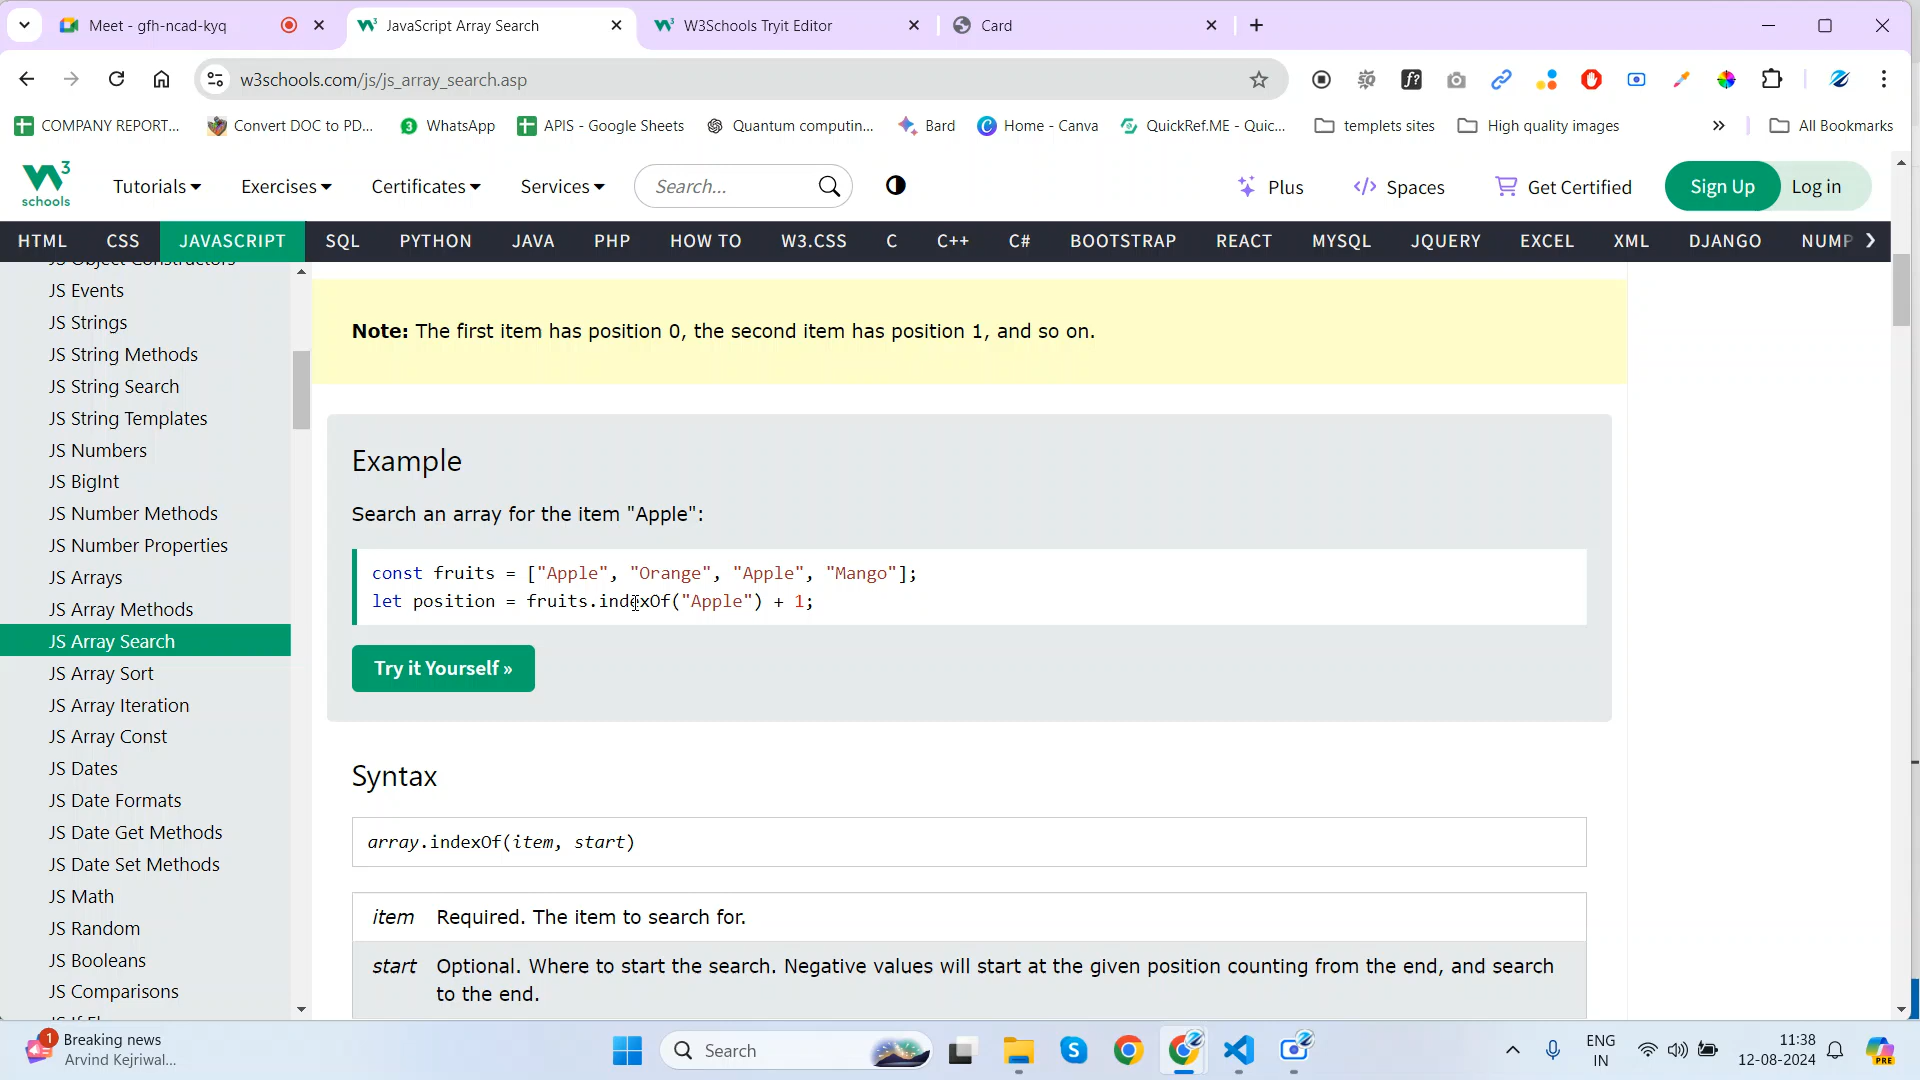 Meet - gfh-ncad-kyq
JavaScript Array Search
W3Schools Tryit Editor
Card
w3schools.com/js/js_array_search.asp
COMPANY REPORT...
Convert DOC to PD...
WhatsApp
APIS - Google Sheets
Quantum computin...
Bard
Home - Canva
QuickRef.ME - Quic...
templets sites
High quality images
»
All Bookmarks
W3
schools
Tutorials
Exercises
Certificates
Services
Search...
Plus
Spaces
Get Certified
Sign Up
Log in
HTML
CSS
JAVASCRIPT
SQL
PYTHON
JAVA
PHP
HOW TO
W3.CSS
C
C++
C#
BOOTSTRAP
REACT
MYSQL
JQUERY
EXCEL
XML
DJANGO
NUMP
JS Object Constructors
JS Events
JS Strings
JS String Methods
JS String Search
JS String Templates
JS Numbers
JS BigInt
JS Number Methods
JS Number Properties
JS Arrays
JS Array Methods
JS Array Search
JS Array Sort
JS Array Iteration
JS Array Const
JS Dates
JS Date Formats
JS Date Get Methods
JS Date Set Methods
JS Math
JS Random
JS Booleans
JS Comparisons
Note: The first item has position 0, the second item has position 1, and so on.
Example
Search an array for the item "Apple":
const fruits = ["Apple", "Orange", "Apple", "Mango"];
let position = fruits.indexOf("Apple") + 1;
Try it Yourself »
Syntax
array.indexOf(item, start)
item Required. The item to search for.
start Optional. Where to start the search. Negative values will start at the given position counting from the end, and search
to the end.
1
Breaking news
Arvind Kejriwal...
Search
ENG
IN
11:38
12-08-2024
PRE